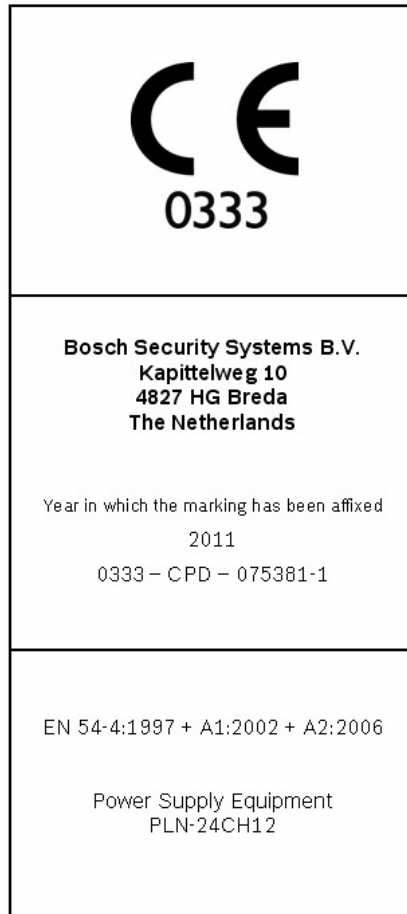 CE
0333
Bosch Security Systems B.V.
Kapittelweg 10
4827 HG Breda
The Netherlands
Year in which the marking has been affixed
2011
0333 – CPD – 075381-1
EN 54-4:1997 + A1:2002 + A2:2006
Power Supply Equipment
PLN-24CH12